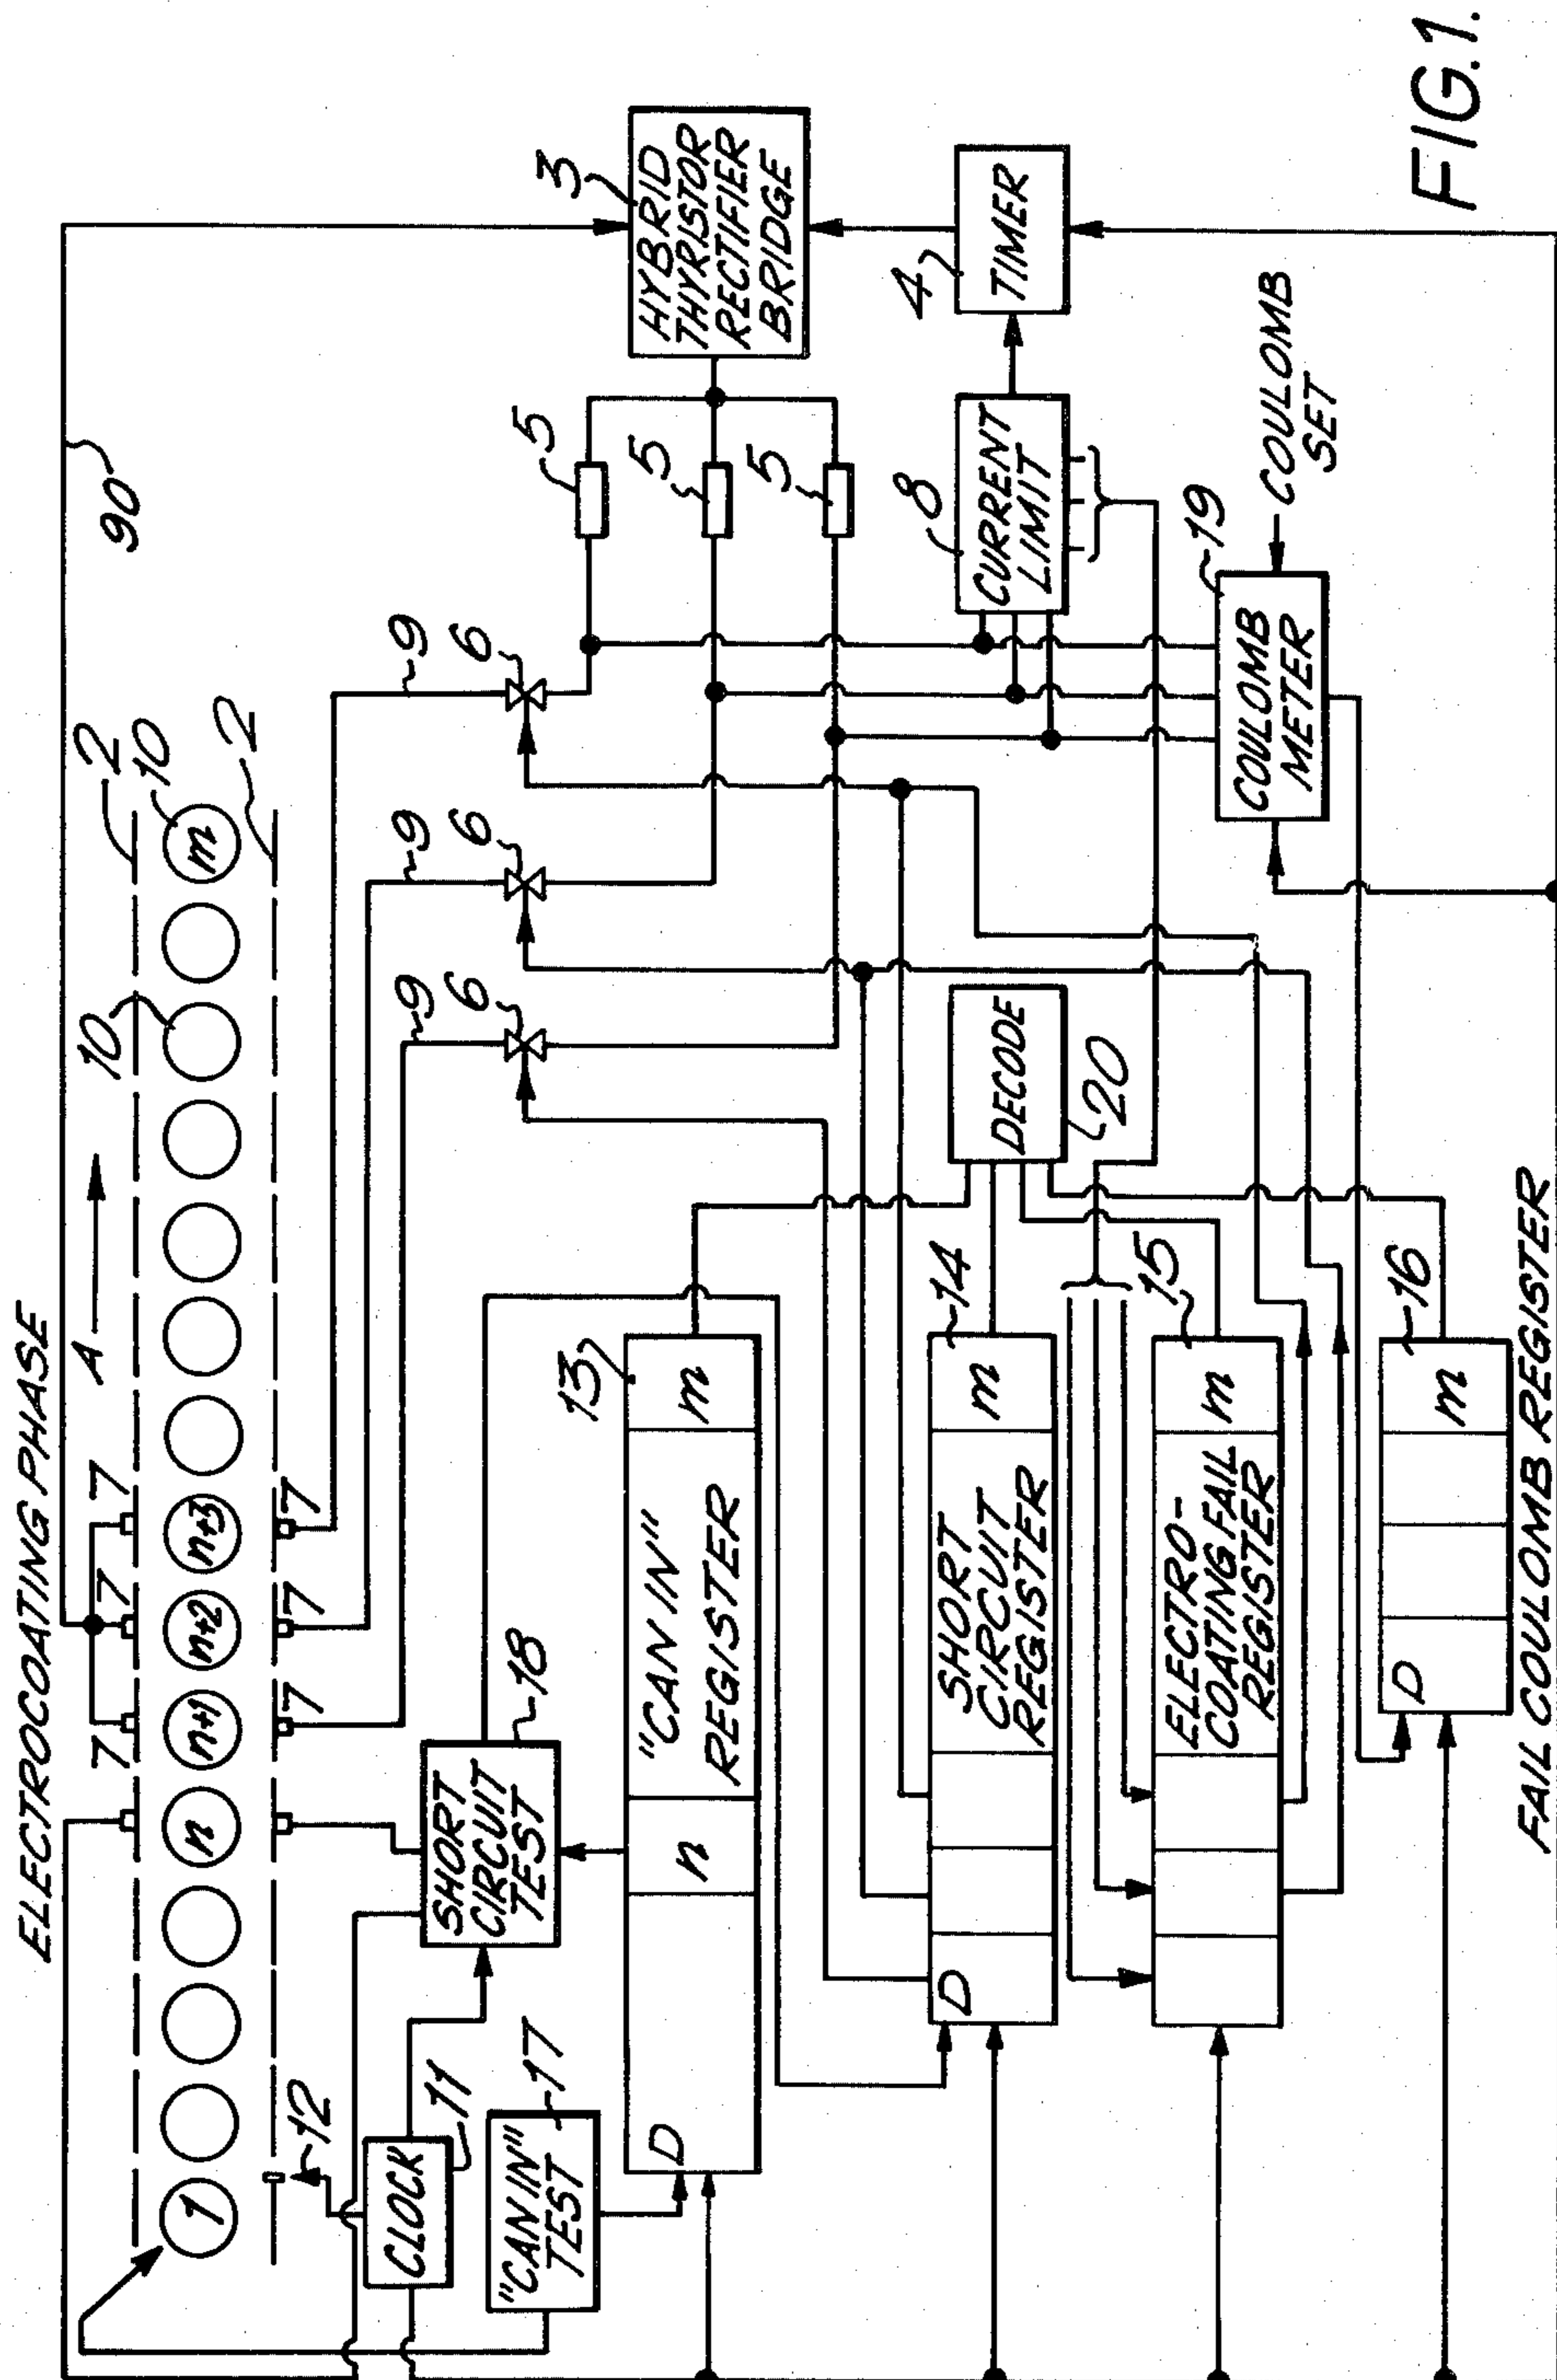 ELECTROCOATING PHASE
A
90
2
10
10
2
1
n
n+1
n+2
n+3
m
7
7
7
7
7
7
12
9
9
9
6
6
6
5
5
5
3
HYBRID
THYRISTOR
RECTIFIER
BRIDGE
CLOCK
11
SHORT
CIRCUIT
TEST
18
"CAN IN"
TEST
17
D
n
"CAN IN"
REGISTER
m
13
4
TIMER
8
CURRENT
LIMIT
DECODE
20
D
SHORT
CIRCUIT
REGISTER
m
14
ELECTRO-
COATING FAIL
REGISTER
m
15
19
COULOMB
METER
COULOMB
SET
D
m
16
FAIL COULOMB REGISTER
FIG.1.